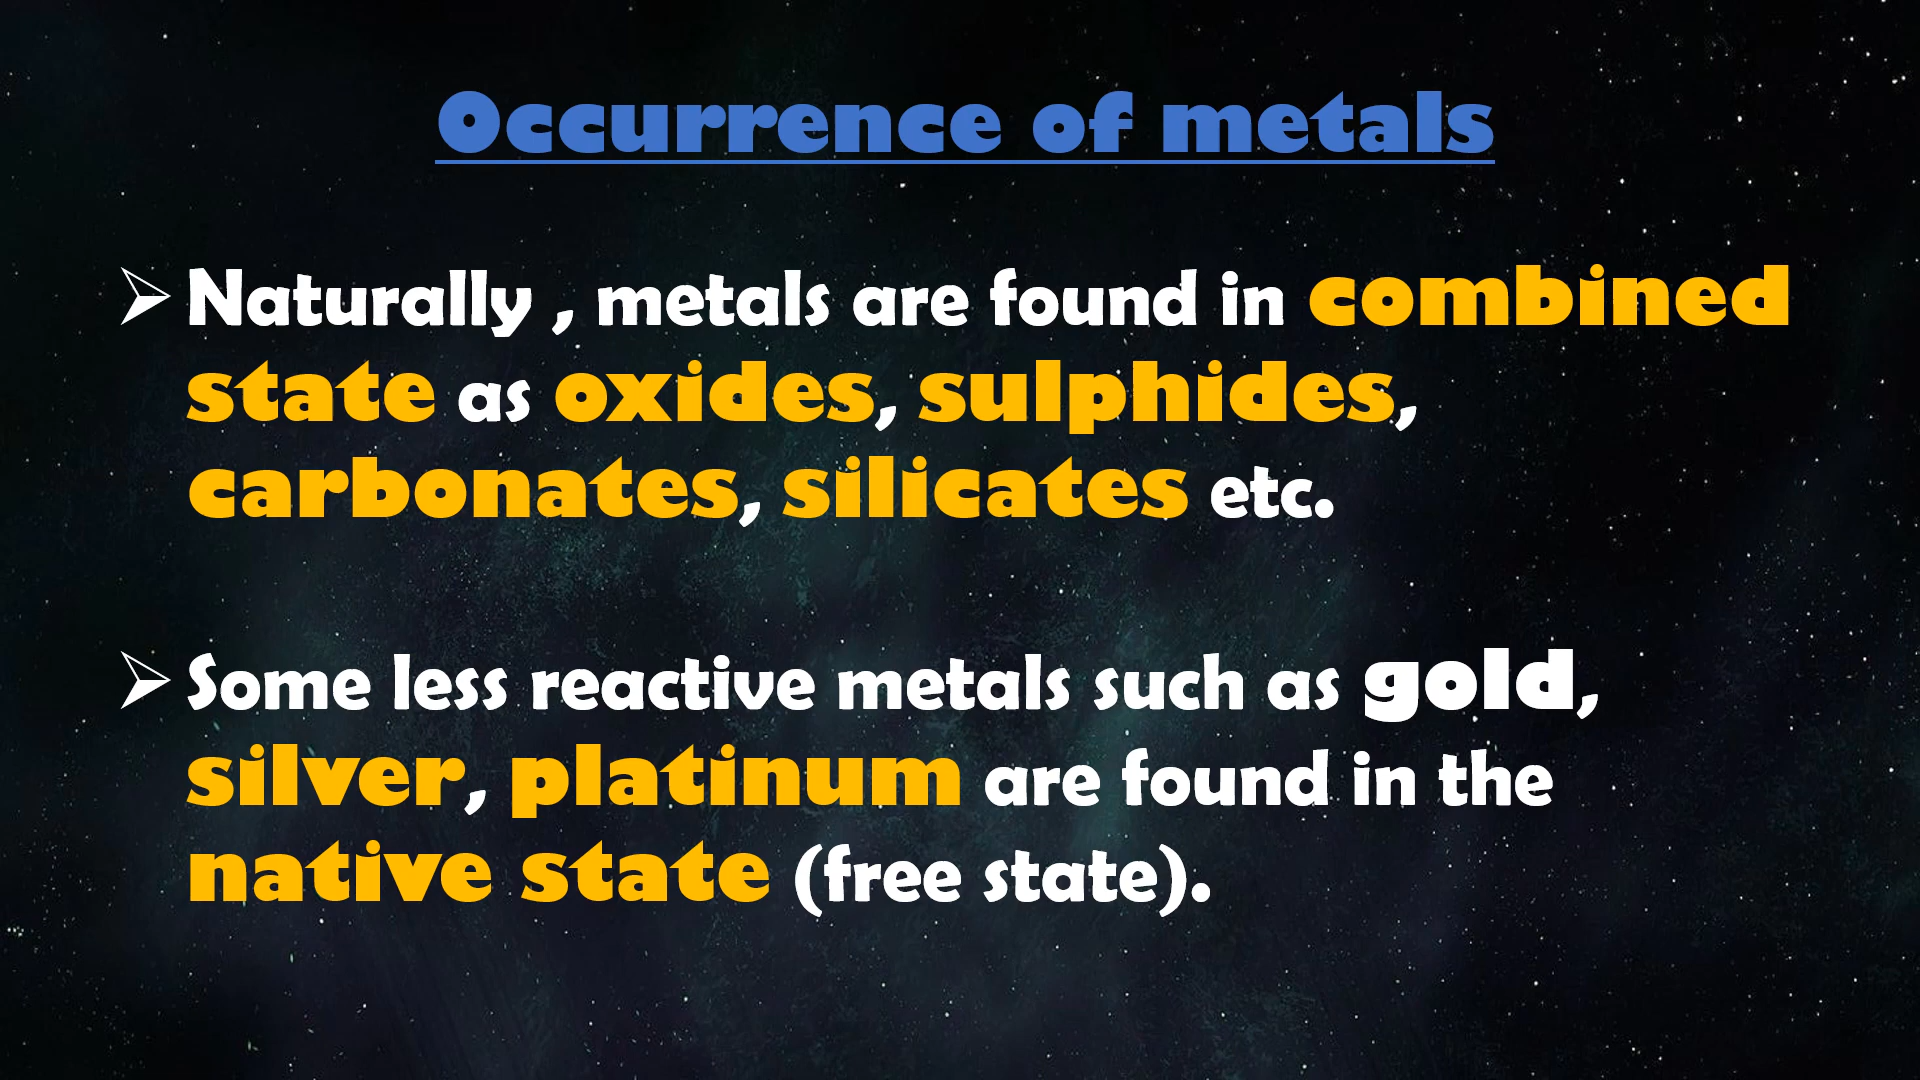 Occurrence of metals
Naturally , metals are found in combined
state as oxides, sulphides,
carbonates, silicates etc.
Some less reactive metals such as gold,
silver, platinum are found in the
native state (free state).